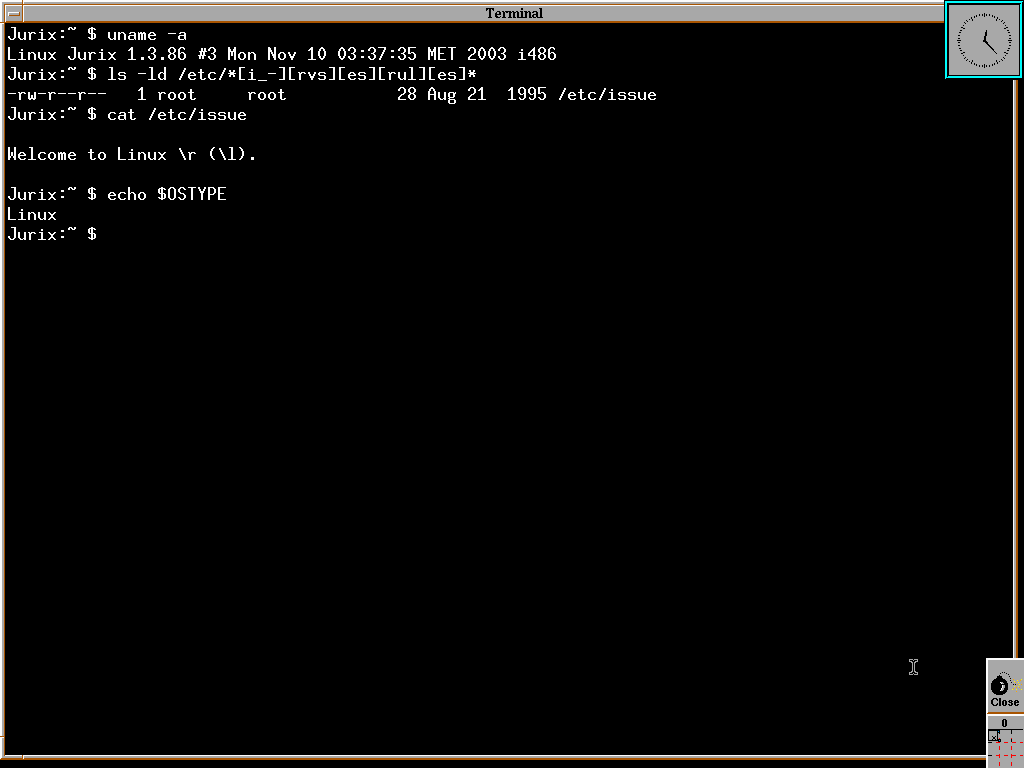 Terminal
Jurix:~ $ uname -a
Linux Jurix 1.3.86 #3 Mon Nov 10 03:37:35 MET 2003 i486
Jurix:~ $ ls -ld /etc/*[i_-][rvs][es][rul][es]*
-rw-r--r--   1 root     root           28 Aug 21  1995 /etc/issue
Jurix:~ $ cat /etc/issue
Welcome to Linux \r (\l).
Jurix:~ $ echo $OSTYPE
Linux
Jurix:~ $
Close
0